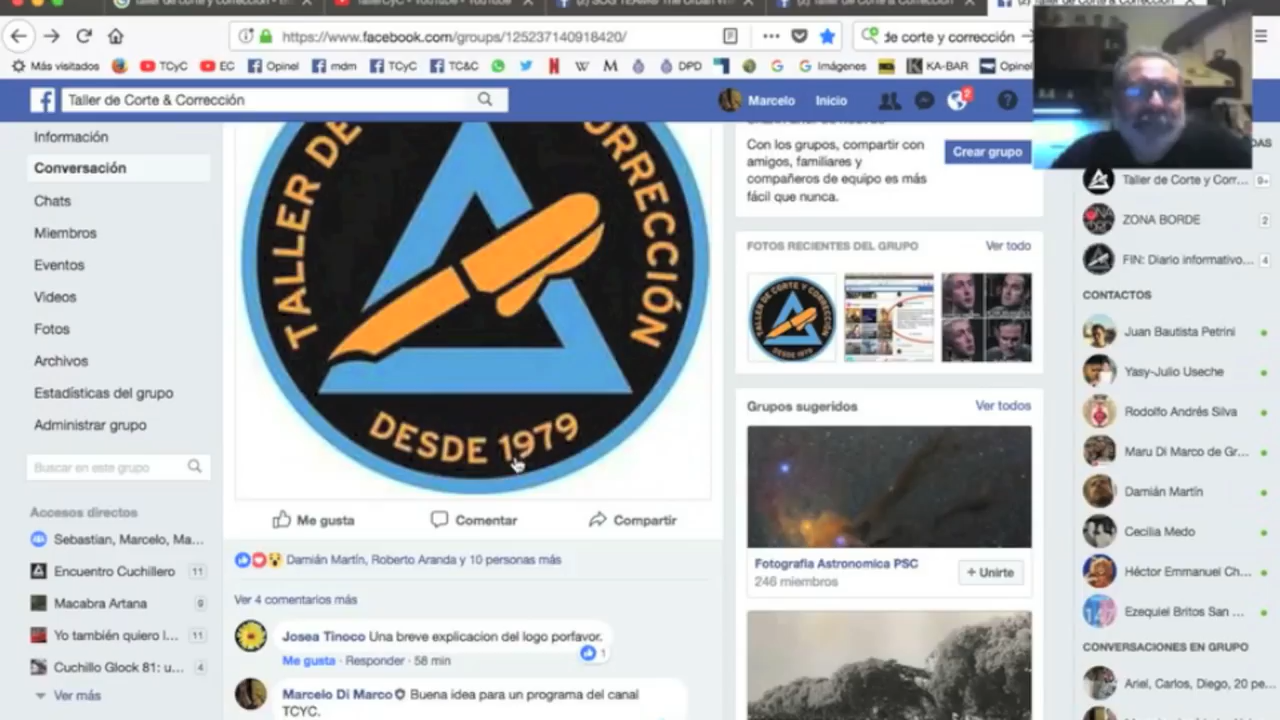 https://www.facebook.com/groups/125237140918420/
de corte y corrección
Más visitados
TCyC
EC
Opinel
mdm
TCyC
TC&C
DPD
Imágenes
KA-BAR
Opinel
Taller de Corte & Corrección
Marcelo
Inicio
2
Información
Conversación
Chats
Miembros
Eventos
Videos
Fotos
Archivos
Estadísticas del grupo
Administrar grupo
Buscar en este grupo
Accesos directos
Sebastian, Marcelo, Ma...
Encuentro Cuchillero 11
Macabra Artana 9
Yo también quiero l... 11
Cuchillo Glock 81: u... 4
Ver más
TALLER DE
CORRECCIÓN
DESDE 1979
Me gusta
Comentar
Compartir
Damián Martín, Roberto Aranda y 10 personas más
Ver 4 comentarios más
Josea Tinoco Una breve explicacion del logo porfavor.
1
Me gusta · Responder · 58 min
Marcelo Di Marco Buena idea para un programa del canal
TCYC.
Con los grupos, compartir con
amigos, familiares y
compañeros de equipo es más
fácil que nunca.
Crear grupo
FOTOS RECIENTES DEL GRUPO
Ver todo
TALLER DE CORTE Y CORRECCIÓN
DESDE 1979
Grupos sugeridos
Ver todos
Fotografia Astronomica PSC
246 miembros
+ Unirte
Taller de Corte y Corr... 9+
ZONA BORDE 2
FIN: Diario informativo... 4
CONTACTOS
Juan Bautista Petrini
Yasy-Julio Useche
Rodolfo Andrés Silva
Maru Di Marco de Gr...
Damián Martín
Cecilia Medo
Héctor Emmanuel Ch...
Ezequiel Britos San ...
CONVERSACIONES EN GRUPO
Ariel, Carlos, Diego, 20 pe...